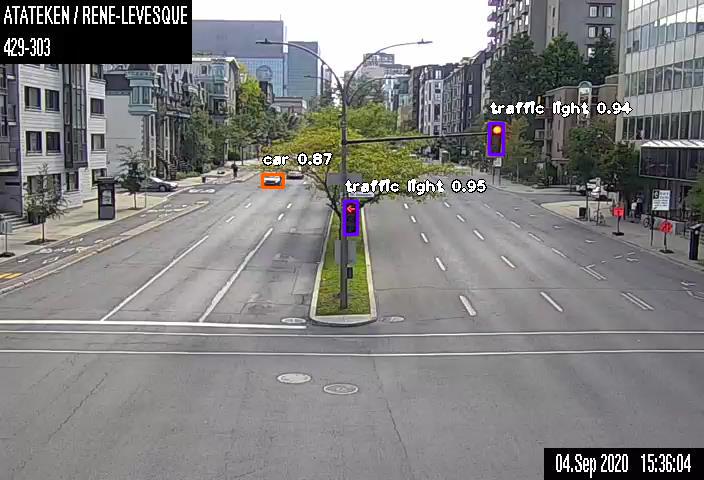 ATATEKEN / RENE-LEVESQUE
429-303
traffic light 0.94
car 0.87
traffic light 0.95
04.Sep 2020 15:36:04